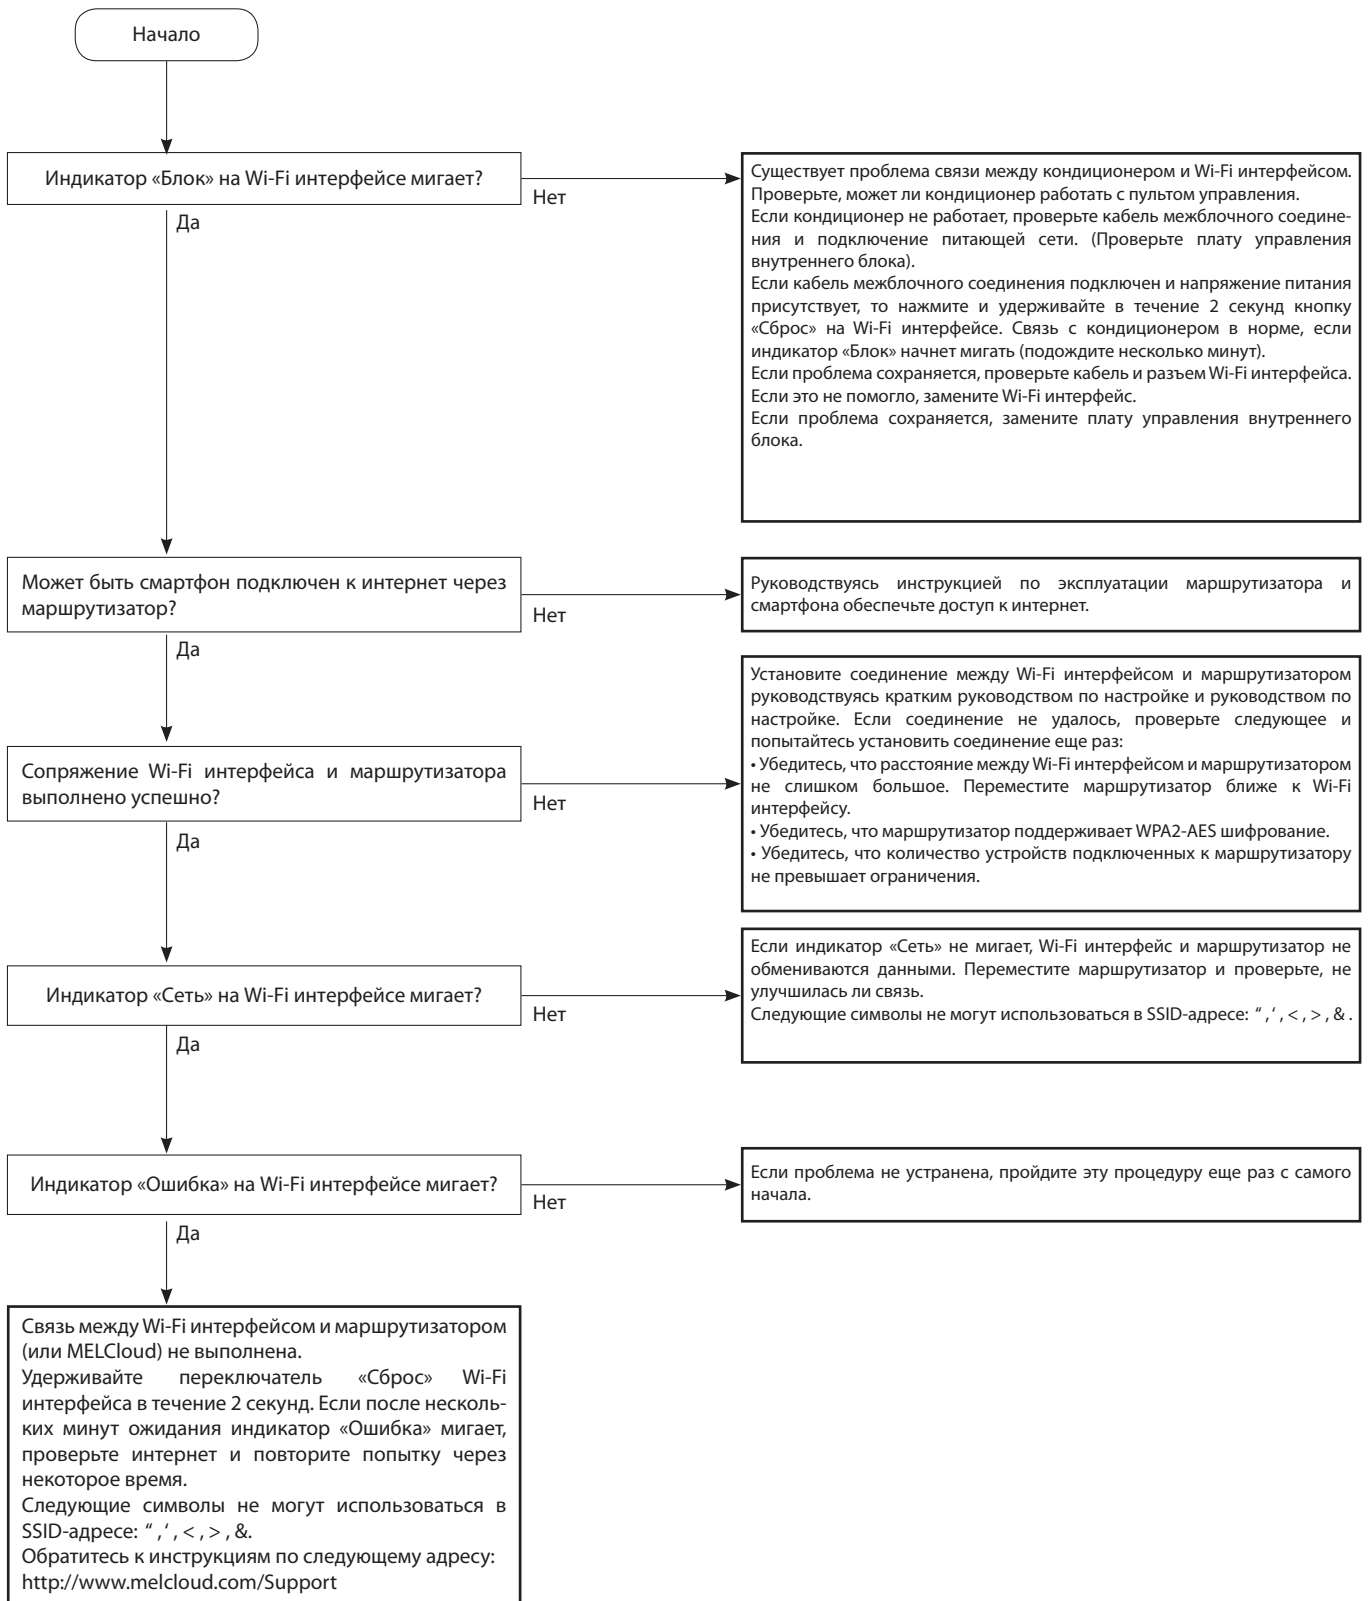 Начало
Индикатор «Блок» на Wi-Fi интерфейсе мигает?
Нет
Да
Существует проблема связи между кондиционером и Wi-Fi интерфейсом.
Проверьте, может ли кондиционер работать с пультом управления.
Если кондиционер не работает, проверьте кабель межблочного соедине-
ния и подключение питающей сети. (Проверьте плату управления
внутреннего блока).
Если кабель межблочного соединения подключен и напряжение питания
присутствует, то нажмите и удерживайте в течение 2 секунд кнопку
«Сброс» на Wi-Fi интерфейсе. Связь с кондиционером в норме, если
индикатор «Блок» начнет мигать (подождите несколько минут).
Если проблема сохраняется, проверьте кабель и разъем Wi-Fi интерфейса.
Если это не помогло, замените Wi-Fi интерфейс.
Если проблема сохраняется, замените плату управления внутреннего
блока.
Может быть смартфон подключен к интернет через
маршрутизатор?
Нет
Да
Руководствуясь инструкцией по эксплуатации маршрутизатора и
смартфона обеспечьте доступ к интернет.
Сопряжение Wi-Fi интерфейса и маршрутизатора
выполнено успешно?
Нет
Да
Установите соединение между Wi-Fi интерфейсом и маршрутизатором
руководствуясь кратким руководством по настройке и руководством по
настройке. Если соединение не удалось, проверьте следующее и
попытайтесь установить соединение еще раз:
• Убедитесь, что расстояние между Wi-Fi интерфейсом и маршрутизатором
не слишком большое. Переместите маршрутизатор ближе к Wi-Fi
интерфейсу.
• Убедитесь, что маршрутизатор поддерживает WPA2-AES шифрование.
• Убедитесь, что количество устройств подключенных к маршрутизатору
не превышает ограничения.
Индикатор «Сеть» на Wi-Fi интерфейсе мигает?
Нет
Да
Если индикатор «Сеть» не мигает, Wi-Fi интерфейс и маршрутизатор не
обмениваются данными. Переместите маршрутизатор и проверьте, не
улучшилась ли связь.
Следующие символы не могут использоваться в SSID-адресе: “ , ‘ , < , > , & .
Индикатор «Ошибка» на Wi-Fi интерфейсе мигает?
Нет
Да
Если проблема не устранена, пройдите эту процедуру еще раз с самого
начала.
Связь между Wi-Fi интерфейсом и маршрутизатором
(или MELCloud) не выполнена.
Удерживайте переключатель «Сброс» Wi-Fi
интерфейса в течение 2 секунд. Если после несколь-
ких минут ожидания индикатор «Ошибка» мигает,
проверьте интернет и повторите попытку через
некоторое время.
Следующие символы не могут использоваться в
SSID-адресе: “ , ‘ , < , > , &.
Обратитесь к инструкциям по следующему адресу:
http://www.melcloud.com/Support